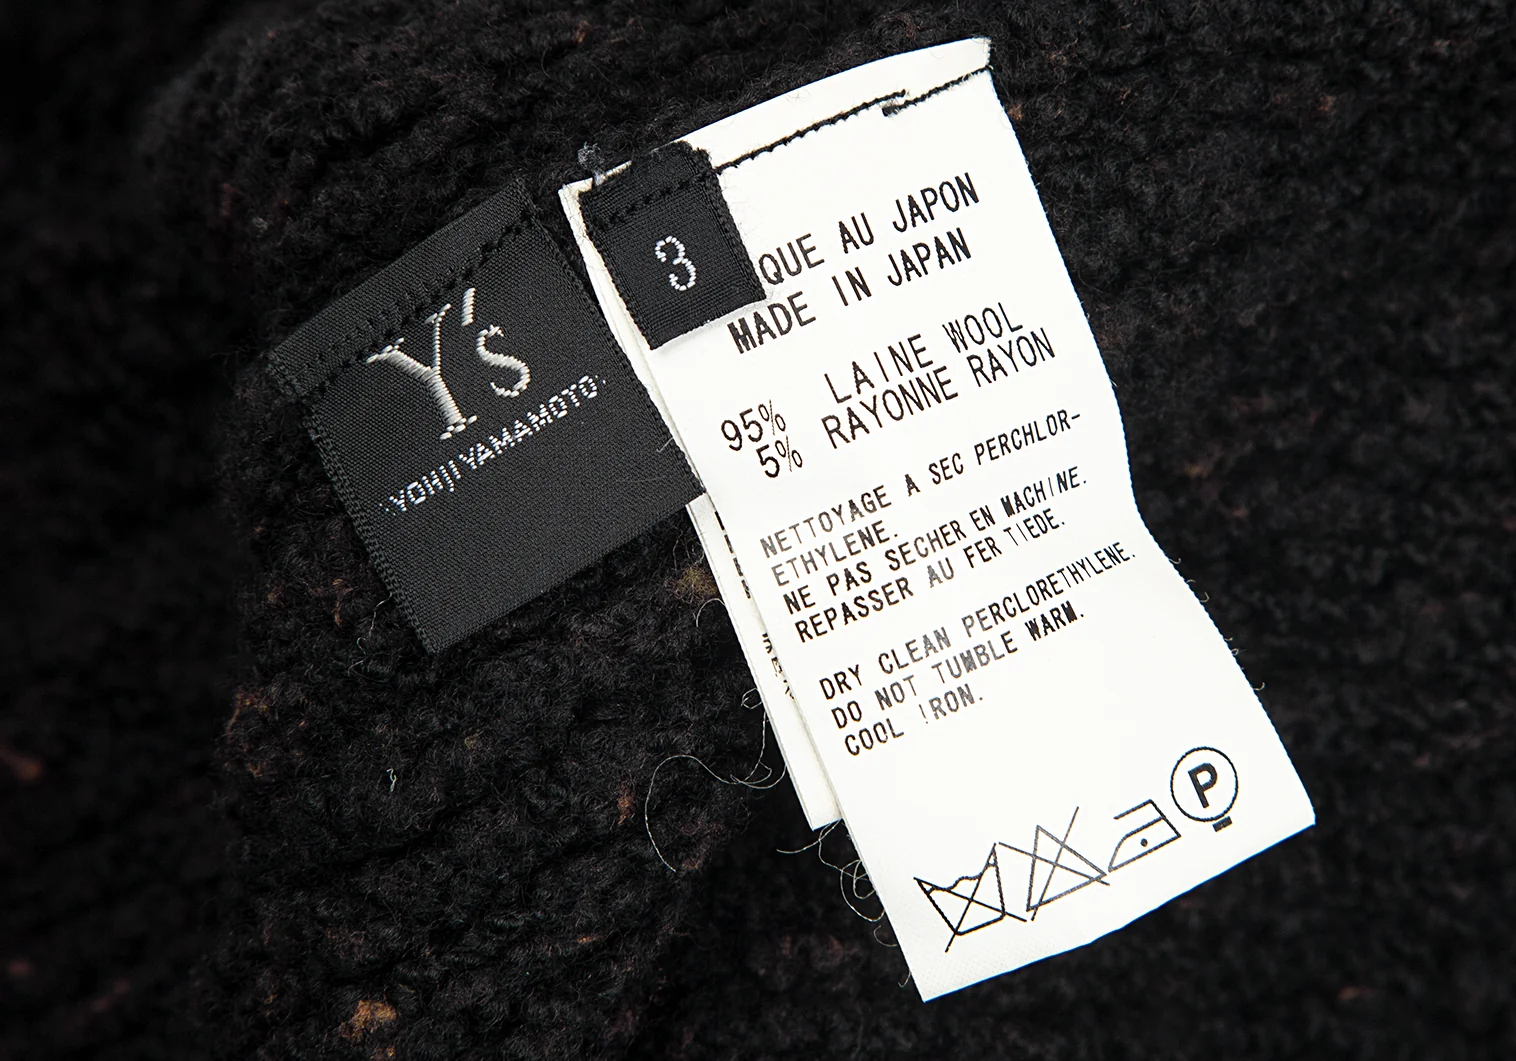 Y's
YOHJI YAMAMOTO
3
QUE AU JAPON
MADE IN JAPAN
LAINE WOOL
95% RAYONNE RAYON
5%
NETTOYAGE A SEC PERCHLOR-
ETHYLENE.
NE PAS SECHER EN MACHINE.
REPASSER AU FER TIEDE.
DRY CLEAN PERCLORETHYLENE.
DO NOT TUMBLE WARM.
COOL IRON.
P